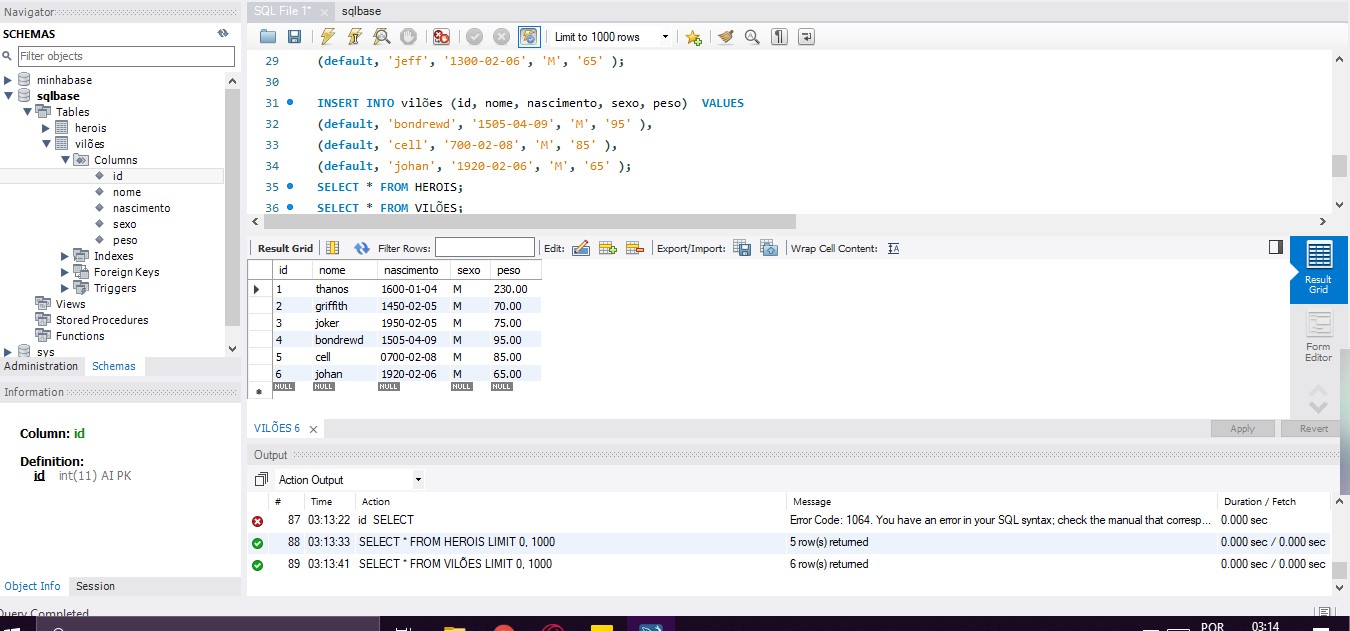 Navigator
SCHEMAS
Filter objects
minhabase
sqlbase
Tables
herois
vilões
Columns
id
nome
nascimento
sexo
peso
Indexes
Foreign Keys
Triggers
Views
Stored Procedures
Functions
sys
Administration Schemas
Information
Column: id
Definition:
id int(11) AI PK
Object Info Session
Query Completed
SQL File 1* sqlbase
Limit to 1000 rows
29 (default, 'jeff', '1300-02-06', 'M', '65' );
30
31 INSERT INTO vilões (id, nome, nascimento, sexo, peso) VALUES
32 (default, 'bondrewd', '1505-04-09', 'M', '95' ),
33 (default, 'cell', '700-02-08', 'M', '85' ),
34 (default, 'johan', '1920-02-06', 'M', '65' );
35 SELECT * FROM HEROIS;
36 SELECT * FROM VILÕES;
Result Grid Filter Rows: Edit: Export/Import: Wrap Cell Content: IA
id nome nascimento sexo peso
1 thanos 1600-01-04 M 230.00
2 griffith 1450-02-05 M 70.00
3 joker 1950-02-05 M 75.00
4 bondrewd 1505-04-09 M 95.00
5 cell 0700-02-08 M 85.00
6 johan 1920-02-06 M 65.00
NULL NULL NULL NULL NULL
Result
Grid
Form
Editor
VILÕES 6 Apply Revert
Output
Action Output
# Time Action Message Duration / Fetch
87 03:13:22 id SELECT Error Code: 1064. You have an error in your SQL syntax; check the manual that corresp... 0.000 sec
88 03:13:33 SELECT * FROM HEROIS LIMIT 0, 1000 5 row(s) returned 0.000 sec / 0.000 sec
89 03:13:41 SELECT * FROM VILÕES LIMIT 0, 1000 6 row(s) returned 0.000 sec / 0.000 sec
POR 03:14